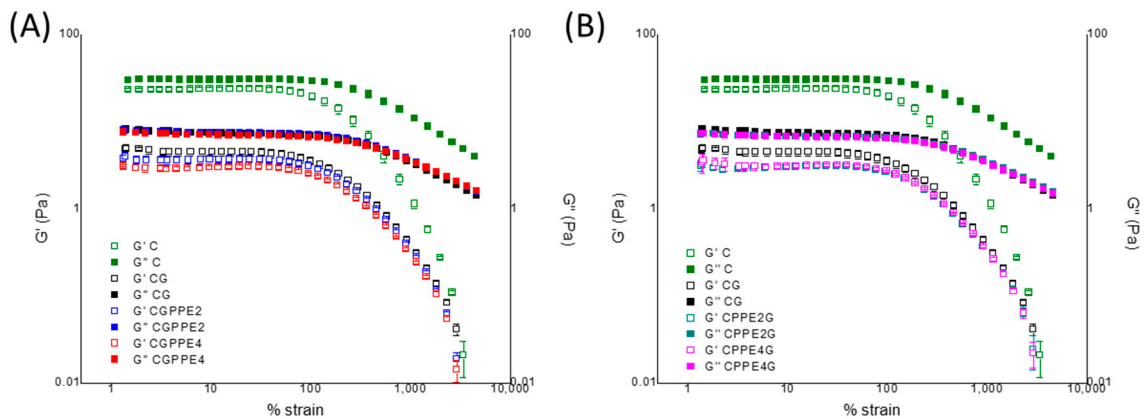 (A)
100
100
G' (Pa)
1
1
G'' (Pa)
G' C
G'' C
G' CG
G'' CG
G' CGPPE2
G'' CGPPE2
G' CGPPE4
G'' CGPPE4
0.01
0.01
1
10
100
1,000
10,000
% strain
(B)
100
100
G' (Pa)
1
1
G'' (Pa)
G' C
G'' C
G' CG
G'' CG
G' CPPE2G
G'' CPPE2G
G' CPPE4G
G'' CPPE4G
0.01
0.01
1
10
100
1,000
10,000
% strain